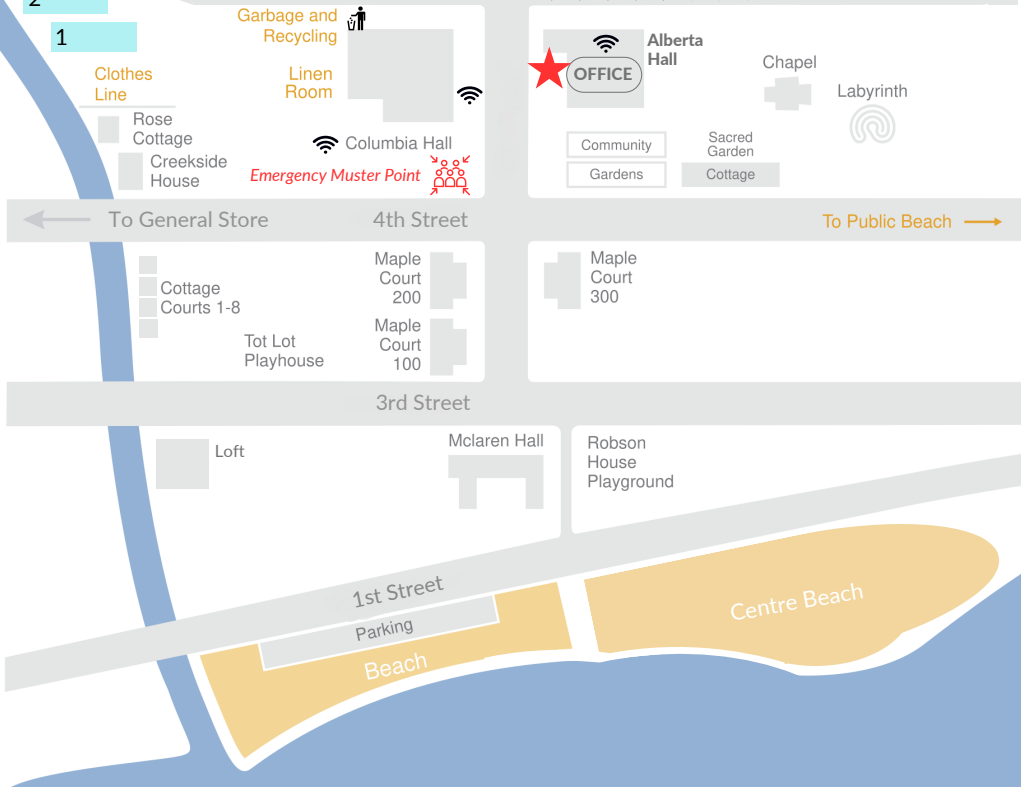 2
1
Garbage and
Recycling
Clothes
Line
Linen
Room
OFFICE
Alberta
Hall
Chapel
Labyrinth
Rose
Cottage
Creekside
House
Columbia Hall
Emergency Muster Point
Community
Gardens
Sacred
Garden
Cottage
To General Store
4th Street
To Public Beach
Cottage
Courts 1-8
Maple
Court
200
Maple
Court
300
Tot Lot
Playhouse
Maple
Court
100
3rd Street
Loft
Mclaren Hall
Robson
House
Playground
1st Street
Parking
Beach
Centre Beach